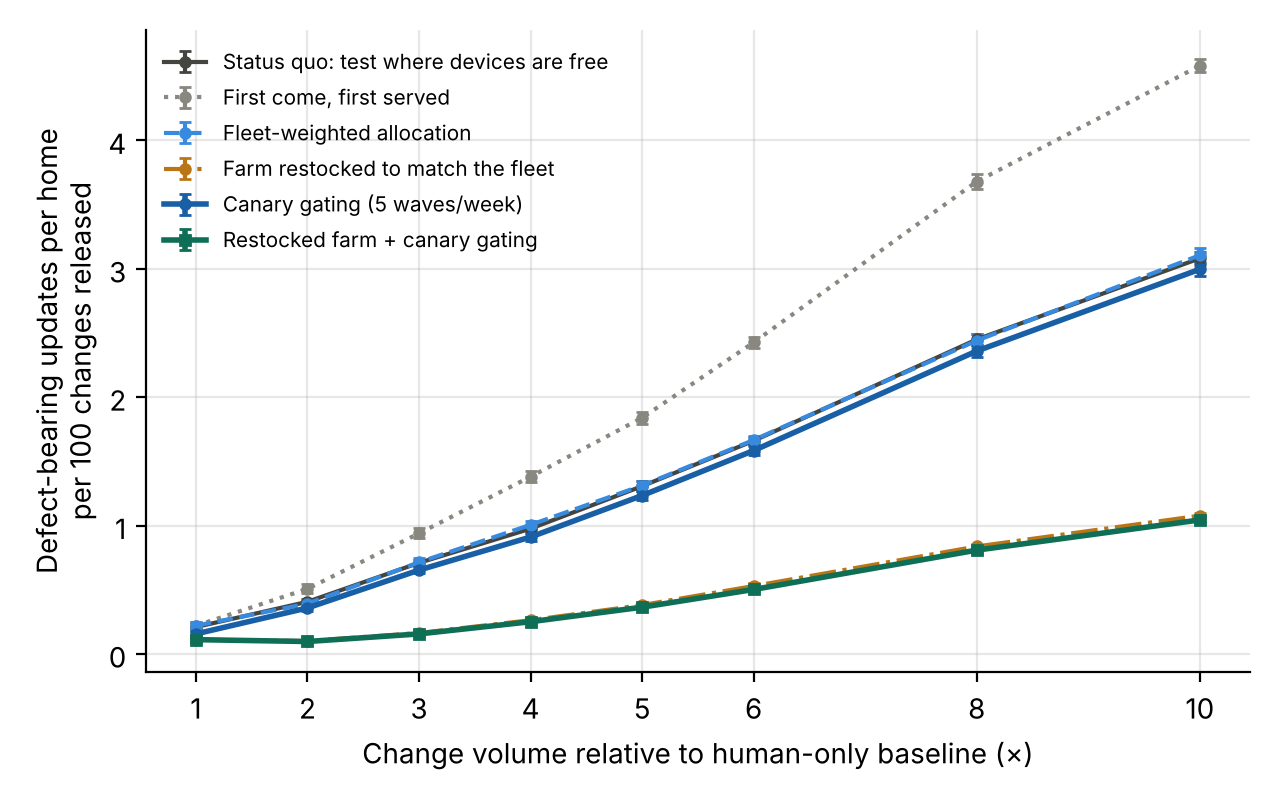 Status quo: test where devices are free
First come, first served
Fleet-weighted allocation
Farm restocked to match the fleet
Canary gating (5 waves/week)
Restocked farm + canary gating
Defect-bearing updates per home
per 100 changes released
4
3
2
1
0
1 2 3 4 5 6 8 10
Change volume relative to human-only baseline (×)